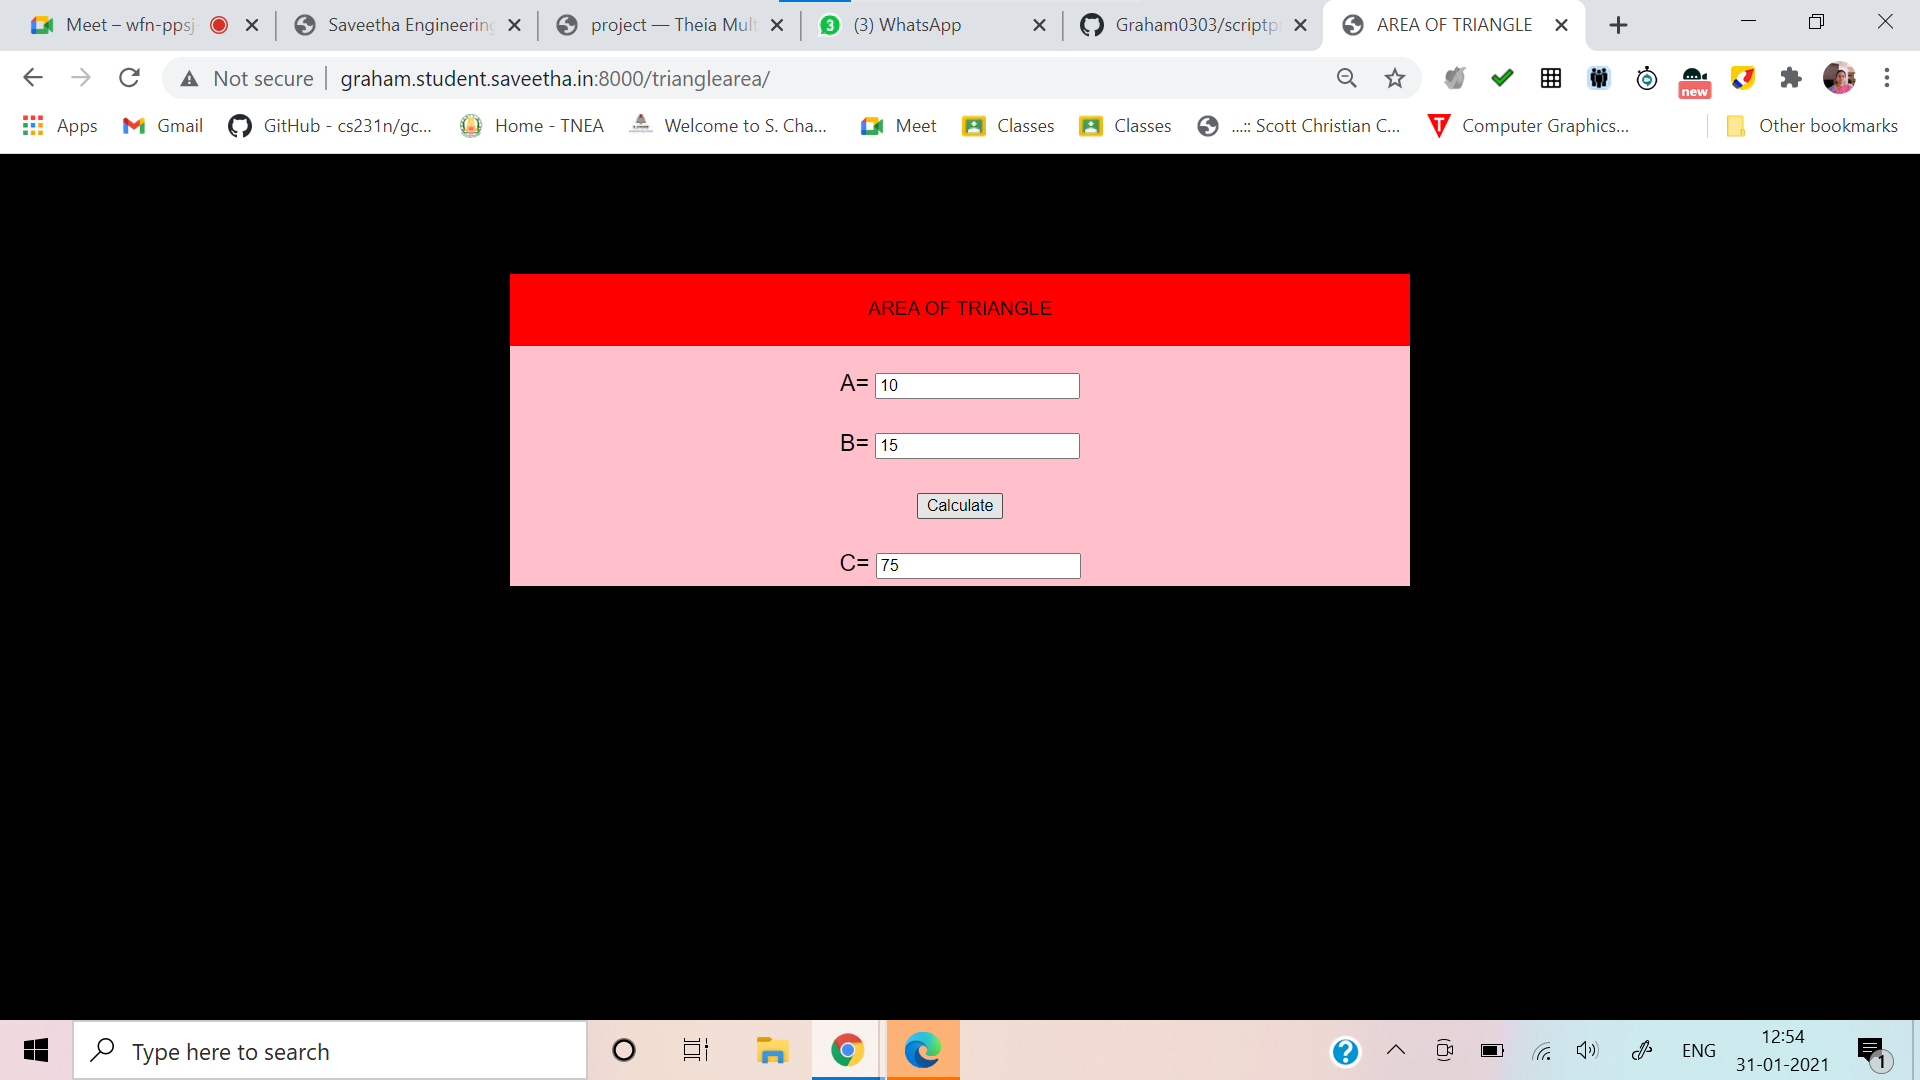 Meet – wfn-ppsj
Saveetha Engineering
project — Theia Mult
3
(3) WhatsApp
Graham0303/scriptp
AREA OF TRIANGLE
Not secure
graham.student.saveetha.in:8000/trianglearea/
new
Apps
Gmail
GitHub - cs231n/gc...
Home - TNEA
Welcome to S. Cha...
Meet
Classes
Classes
...:: Scott Christian C...
T
Computer Graphics...
Other bookmarks
AREA OF TRIANGLE
A= 10
B= 15
Calculate
C= 75
Type here to search
?
ENG
12:54
31-01-2021
1